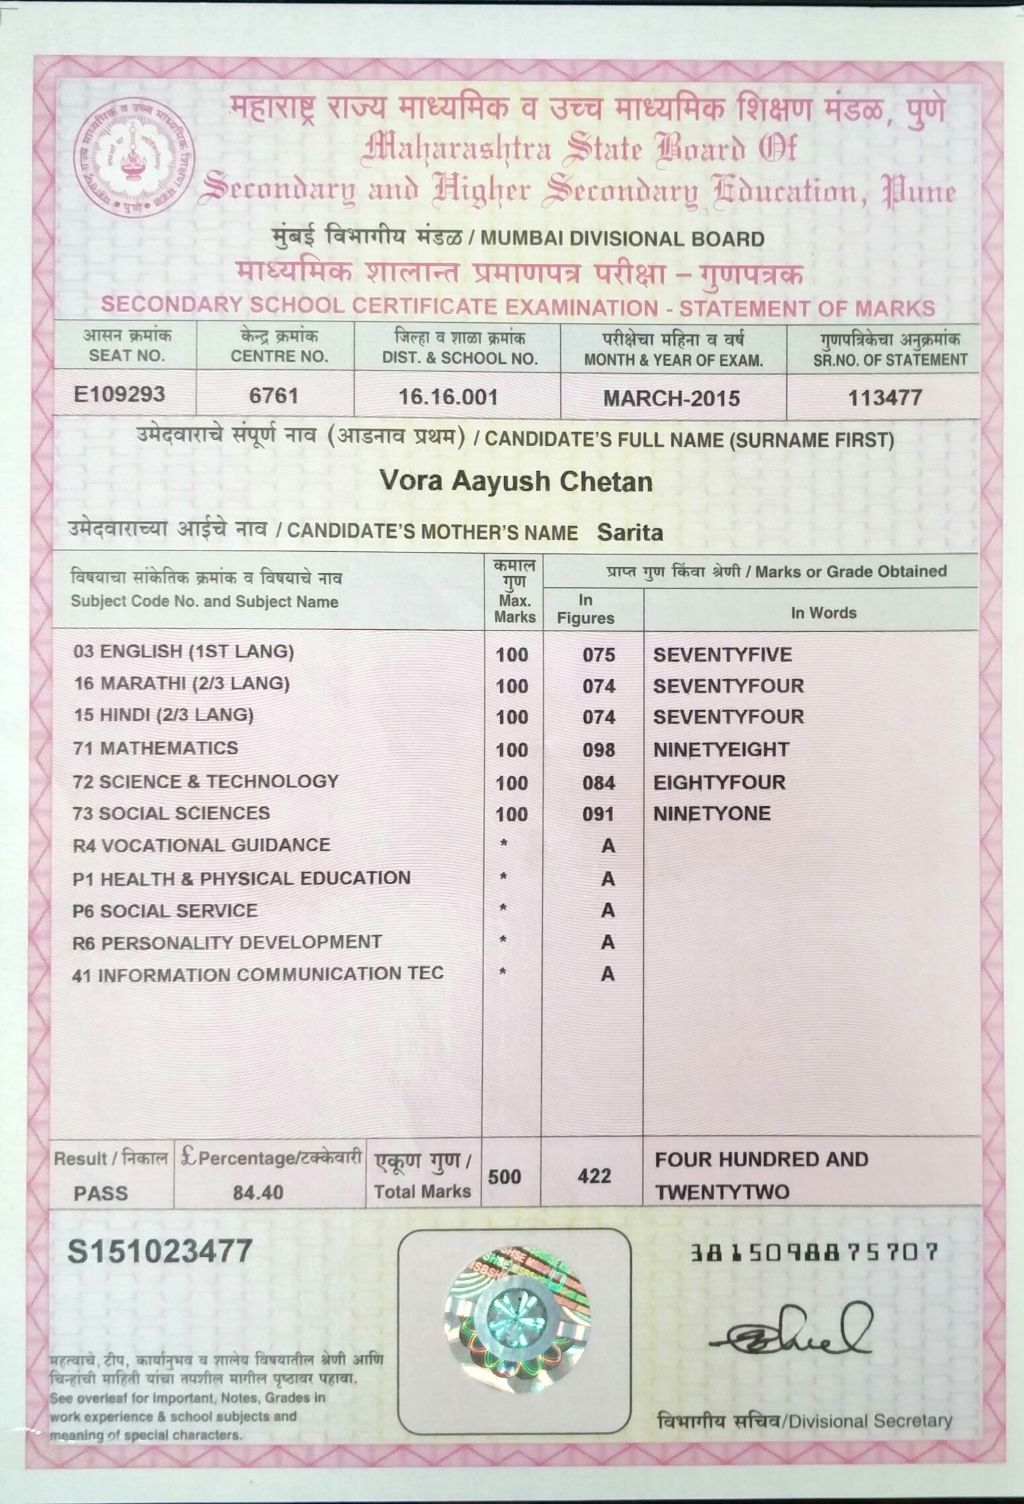 महाराष्ट्र राज्य माध्यमिक व उच्च माध्यमिक शिक्षण मंडळ, पुणे
Maharashtra State Board Of
Secondary and Higher Secondary Education, Pune
मुंबई विभागीय मंडळ / MUMBAI DIVISIONAL BOARD
माध्यमिक शालान्त प्रमाणपत्र परीक्षा – गुणपत्रक
SECONDARY SCHOOL CERTIFICATE EXAMINATION - STATEMENT OF MARKS
आसन क्रमांक केन्द्र क्रमांक जिल्हा व शाळा क्रमांक परीक्षेचा महिना व वर्ष गुणपत्रिकेचा अनुक्रमांक
SEAT NO. CENTRE NO. DIST. & SCHOOL NO. MONTH & YEAR OF EXAM. SR.NO. OF STATEMENT
E109293 6761 16.16.001 MARCH-2015 113477
उमेदवाराचे संपूर्ण नाव (आडनाव प्रथम) / CANDIDATE'S FULL NAME (SURNAME FIRST)
Vora Aayush Chetan
उमेदवाराच्या आईचे नाव / CANDIDATE'S MOTHER'S NAME Sarita
विषयाचा सांकेतिक क्रमांक व विषयाचे नाव
Subject Code No. and Subject Name
कमाल
गुण
Max.
Marks
प्राप्त गुण किंवा श्रेणी / Marks or Grade Obtained
In
Figures
In Words
03 ENGLISH (1ST LANG) 100 075 SEVENTYFIVE
16 MARATHI (2/3 LANG) 100 074 SEVENTYFOUR
15 HINDI (2/3 LANG) 100 074 SEVENTYFOUR
71 MATHEMATICS 100 098 NINETYEIGHT
72 SCIENCE & TECHNOLOGY 100 084 EIGHTYFOUR
73 SOCIAL SCIENCES 100 091 NINETYONE
R4 VOCATIONAL GUIDANCE * A
P1 HEALTH & PHYSICAL EDUCATION * A
P6 SOCIAL SERVICE * A
R6 PERSONALITY DEVELOPMENT * A
41 INFORMATION COMMUNICATION TEC * A
Result / निकाल £ Percentage/टक्केवारी एकूण गुण / 500 422 FOUR HUNDRED AND
PASS 84.40 Total Marks TWENTYTWO
S151023477
3815098875707
महत्वाचे, टीप, कार्यानुभव व शालेय विषयातील श्रेणी आणि
चिन्हांची माहिती यांचा तपशील मागील पृष्ठावर पहावा.
See overleaf for Important, Notes, Grades in
work experience & school subjects and
meaning of special characters.
विभागीय सचिव/Divisional Secretary